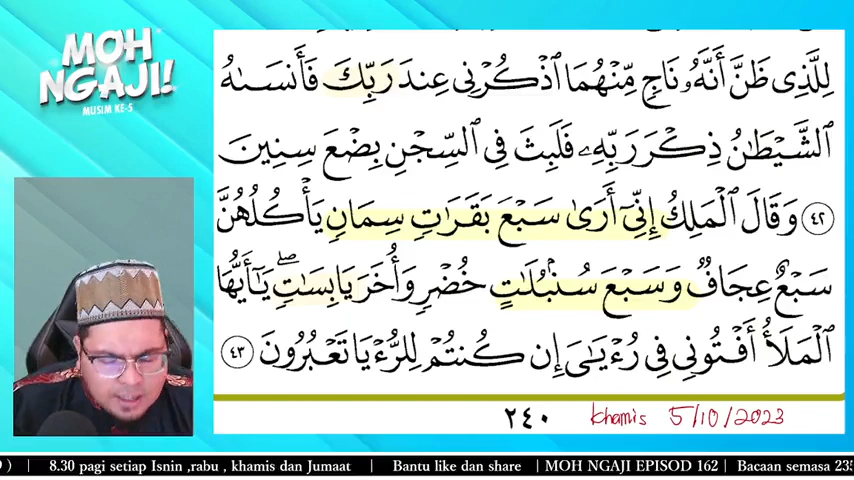 MOH
NGAJI!
MUSIM KE-5
لِلَّذِى ظَنَّ أَنَّهُۥ نَاجٍ مِّنْهُمَا ٱذْكُرْنِى عِندَ رَبِّكَ فَأَنسَىٰهُ
ٱلشَّيْطَٰنُ ذِكْرَ رَبِّهِۦ فَلَبِثَ فِى ٱلسِّجْنِ بِضْعَ سِنِينَ
٤٢ وَقَالَ ٱلْمَلِكُ إِنِّىٓ أَرَىٰ سَبْعَ بَقَرَٰتٍ سِمَانٍ يَأْكُلُهُنَّ
سَبْعٌ عِجَافٌ وَسَبْعَ سُنۢبُلَٰتٍ خُضْرٍ وَأُخَرَ يَابِسَٰتٍ ۖ يَٰٓأَيُّهَا
ٱلْمَلَأُ أَفْتُونِى فِى رُءْيَٰىَ إِن كُنتُمْ لِلرُّءْيَا تَعْبُرُونَ ٤٣
٢٤٠ khamis 5/10/2023
) | 8.30 pagi setiap Isnin ,rabu , khamis dan Jumaat | Bantu like dan share | MOH NGAJI EPISOD 162 | Bacaan semasa 235